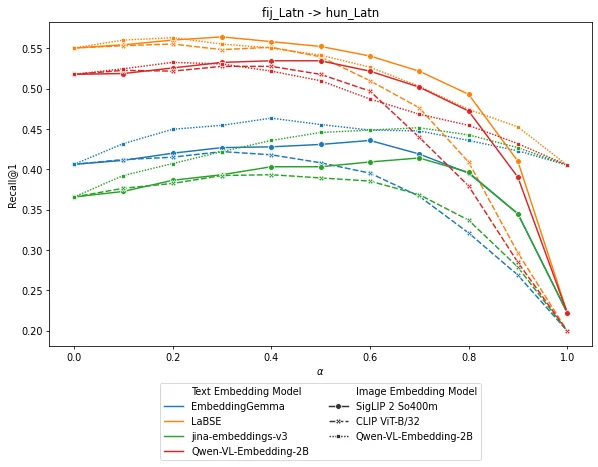 fij_Latn -> hun_Latn
Recall@1
0.55
0.50
0.45
0.40
0.35
0.30
0.25
0.20
0.0
0.2
0.4
0.6
0.8
1.0
α
Text Embedding Model
EmbeddingGemma
LaBSE
jina-embeddings-v3
Qwen-VL-Embedding-2B
Image Embedding Model
SigLIP 2 So400m
CLIP ViT-B/32
Qwen-VL-Embedding-2B